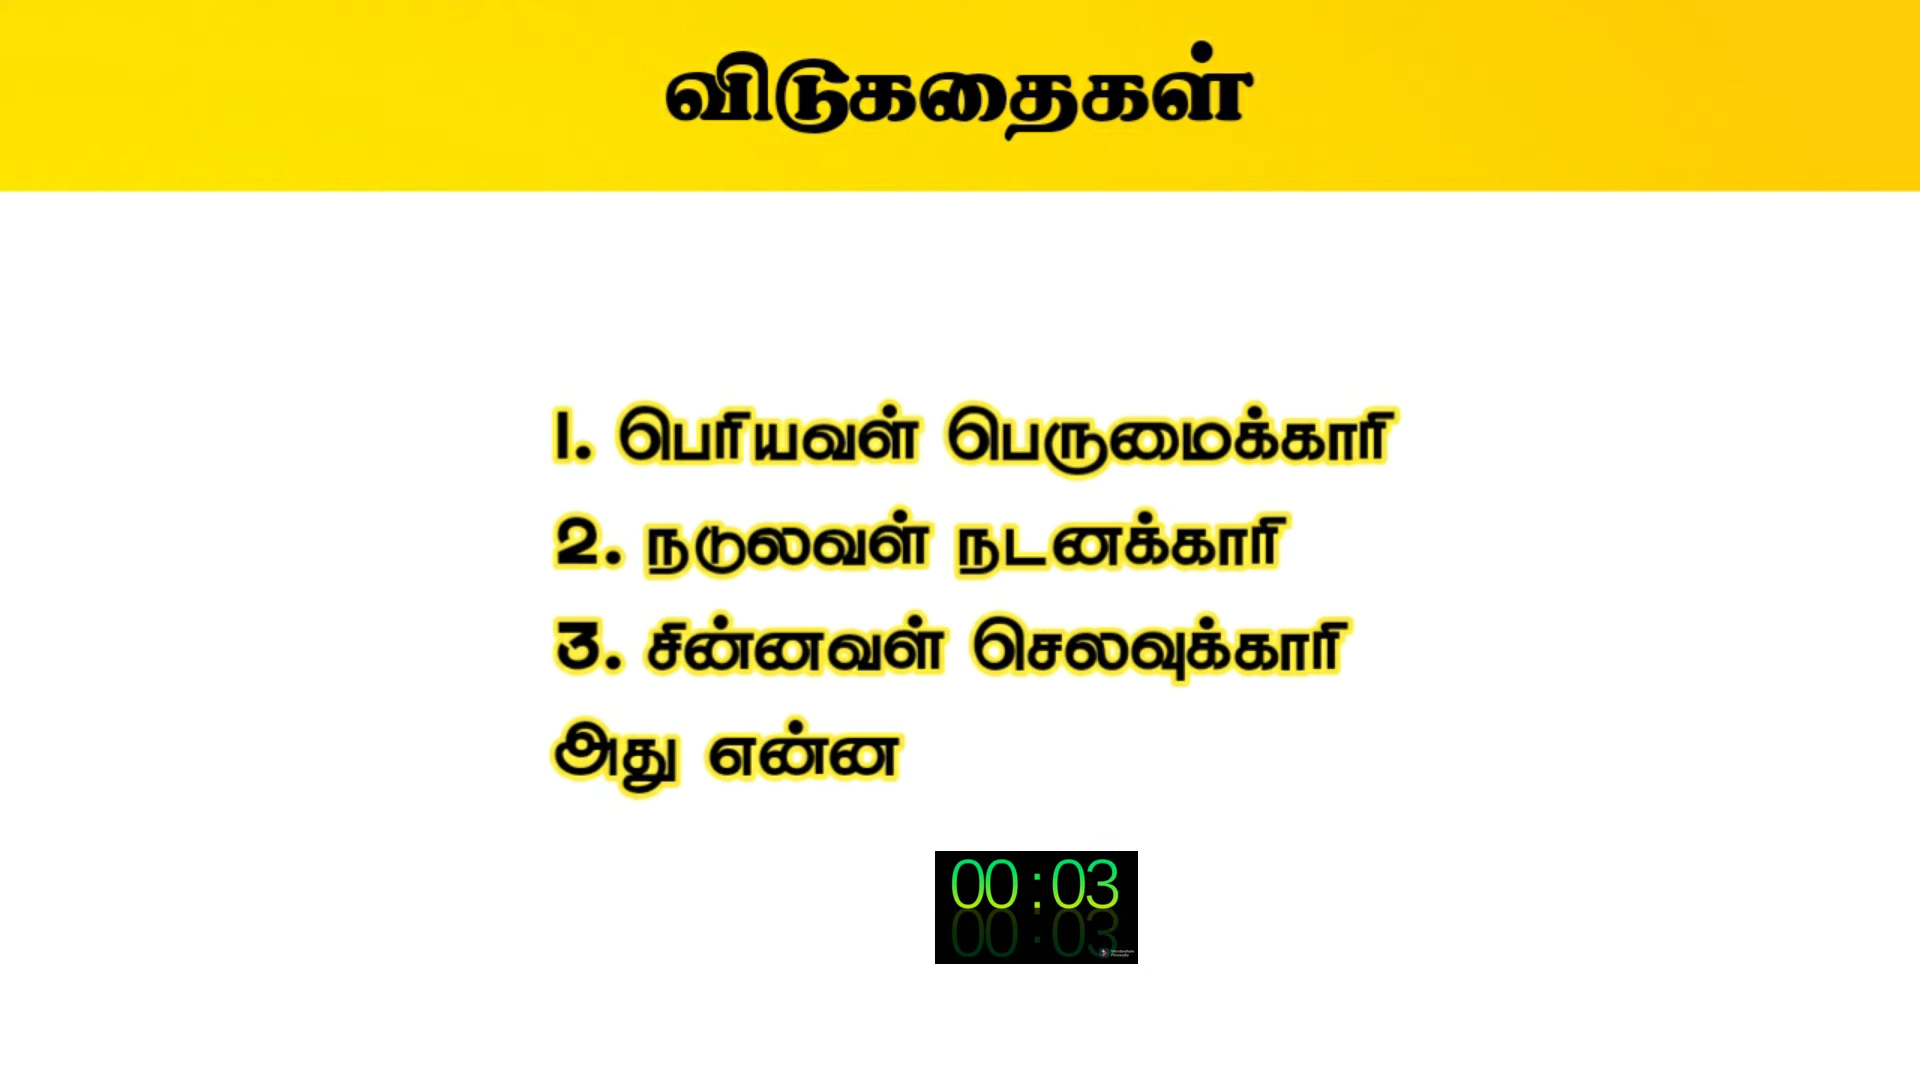 விடுகதைகள்
1. பெரியவள் பெருமைக்காரி
2. நடுலவள் நடனக்காரி
3. சின்னவள் செலவுக்காரி
அது என்ன
00:03